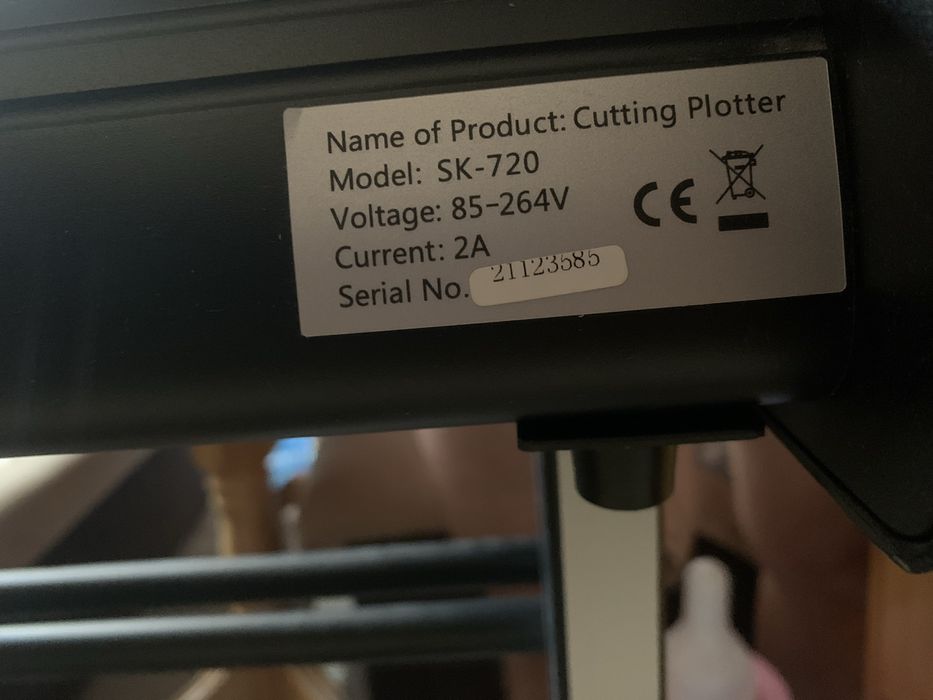 Name of Product: Cutting Plotter
Model: SK-720
Voltage: 85-264V
Current: 2A
Serial No. 21123585
CE